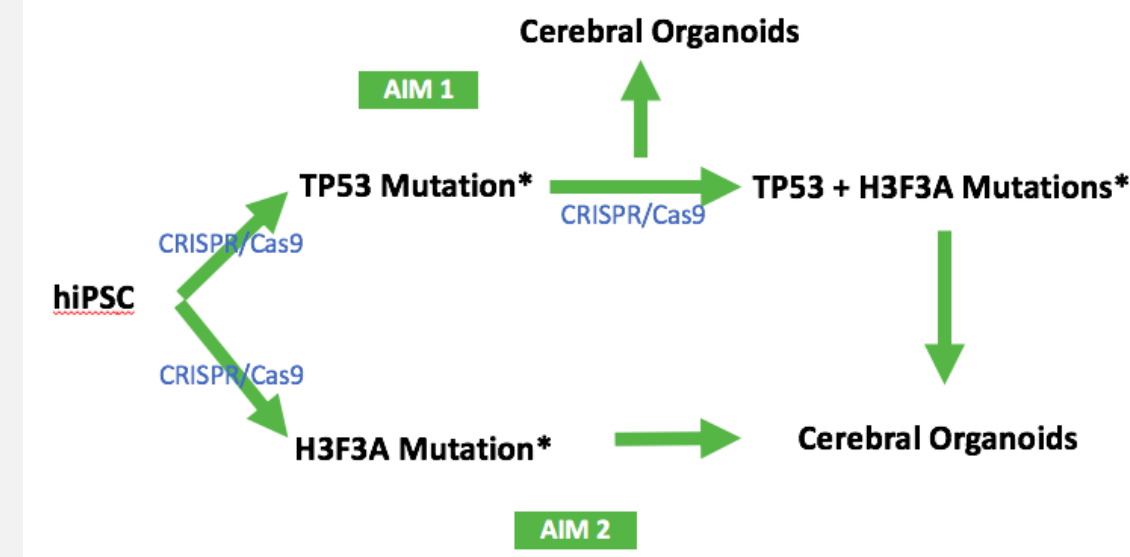 Cerebral Organoids
AIM 1
TP53 Mutation*
TP53 + H3F3A Mutations*
CRISPR/Cas9
CRISPR/Cas9
hiPSC
CRISPR/Cas9
H3F3A Mutation*
Cerebral Organoids
AIM 2